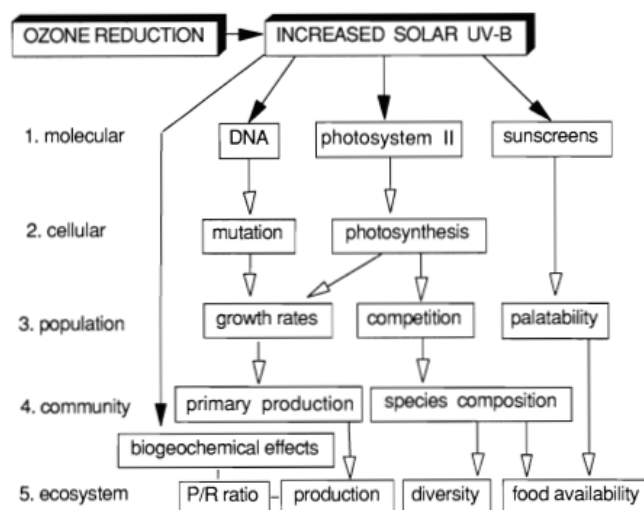 OZONE REDUCTION INCREASED SOLAR UV-B
1. molecular DNA photosystem II sunscreens
2. cellular mutation photosynthesis
3. population growth rates competition palatability
4. community primary production species composition
biogeochemical effects
5. ecosystem P/R ratio production diversity food availability